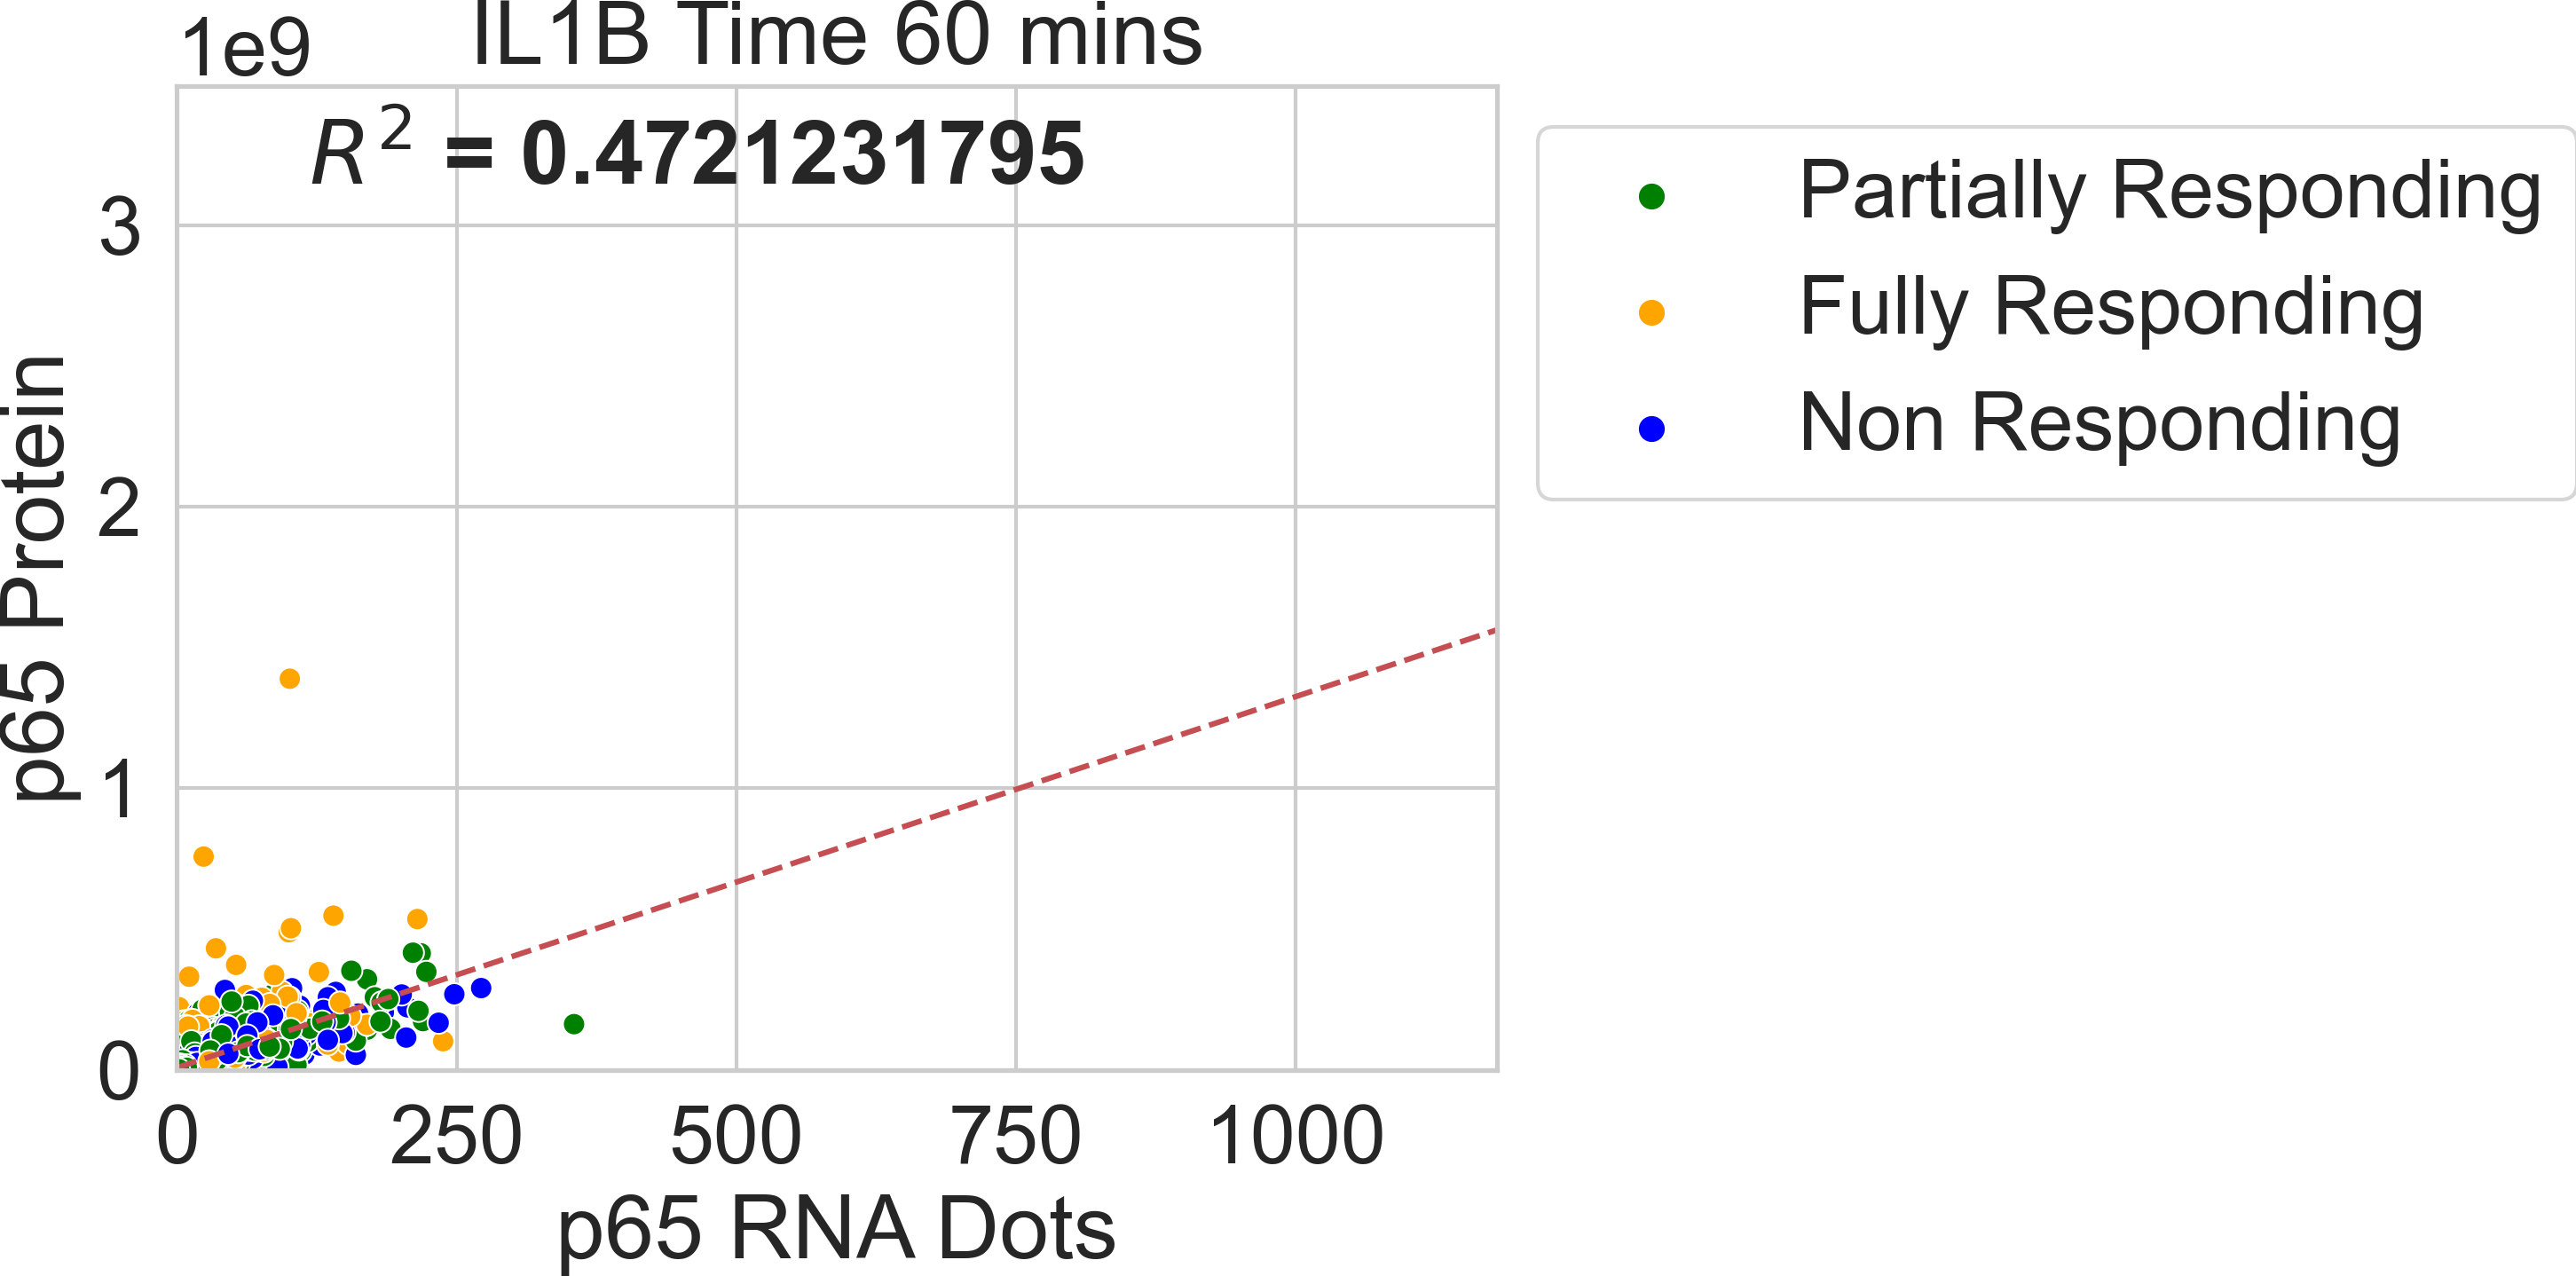 IL1B Time 60 mins
1e9
R² = 0.4721231795
3
2
1
0
p65 Protein
0 250 500 750 1000
p65 RNA Dots
Partially Responding
Fully Responding
Non Responding